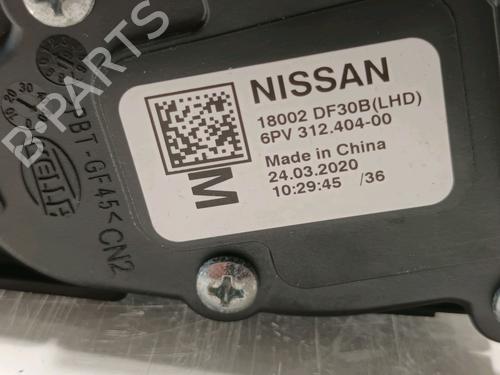 NISSAN
18002 DF30B(LHD)
6PV 312.404-00
Made in China
24.03.2020
10:29:45 /36
M
PBT-GF45<CN2
HELLA
B-PARTS